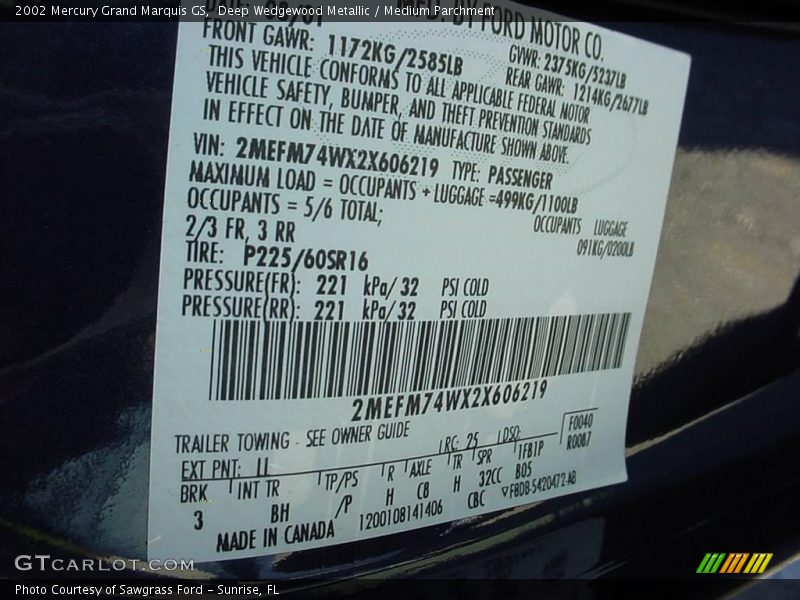 2002 Mercury Grand Marquis GS, Deep Wedgewood Metallic / Medium Parchment
MFG. BY FORD MOTOR CO.
FRONT GAWR: 1172KG/2585LB
GVWR: 2375KG/5237LB
REAR GAWR: 1214KG/2677LB
THIS VEHICLE CONFORMS TO ALL APPLICABLE FEDERAL MOTOR
VEHICLE SAFETY, BUMPER, AND THEFT PREVENTION STANDARDS
IN EFFECT ON THE DATE OF MANUFACTURE SHOWN ABOVE.
VIN: 2MEFM74WX2X606219 TYPE: PASSENGER
MAXIMUM LOAD = OCCUPANTS + LUGGAGE =499KG/1100LB
OCCUPANTS = 5/6 TOTAL; OCCUPANTS LUGGAGE
2/3 FR, 3 RR 091KG/0200LB
TIRE: P225/60SR16
PRESSURE(FR): 221 kPa/ 32 PSI COLD
PRESSURE(RR): 221 kPa/ 32 PSI COLD
2MEFM74WX2X606219
TRAILER TOWING - SEE OWNER GUIDE
EXT PNT: LL RC: 25 DSO: F0040
BRK INT TR TP/PS R AXLE TR SPR 1FB1P R0087
3 BH /P H C8 H 32CC B05
MADE IN CANADA 1200108141406 CBC F8DB-5420472-AB
GTCARLOT.COM
Photo Courtesy of Sawgrass Ford - Sunrise, FL